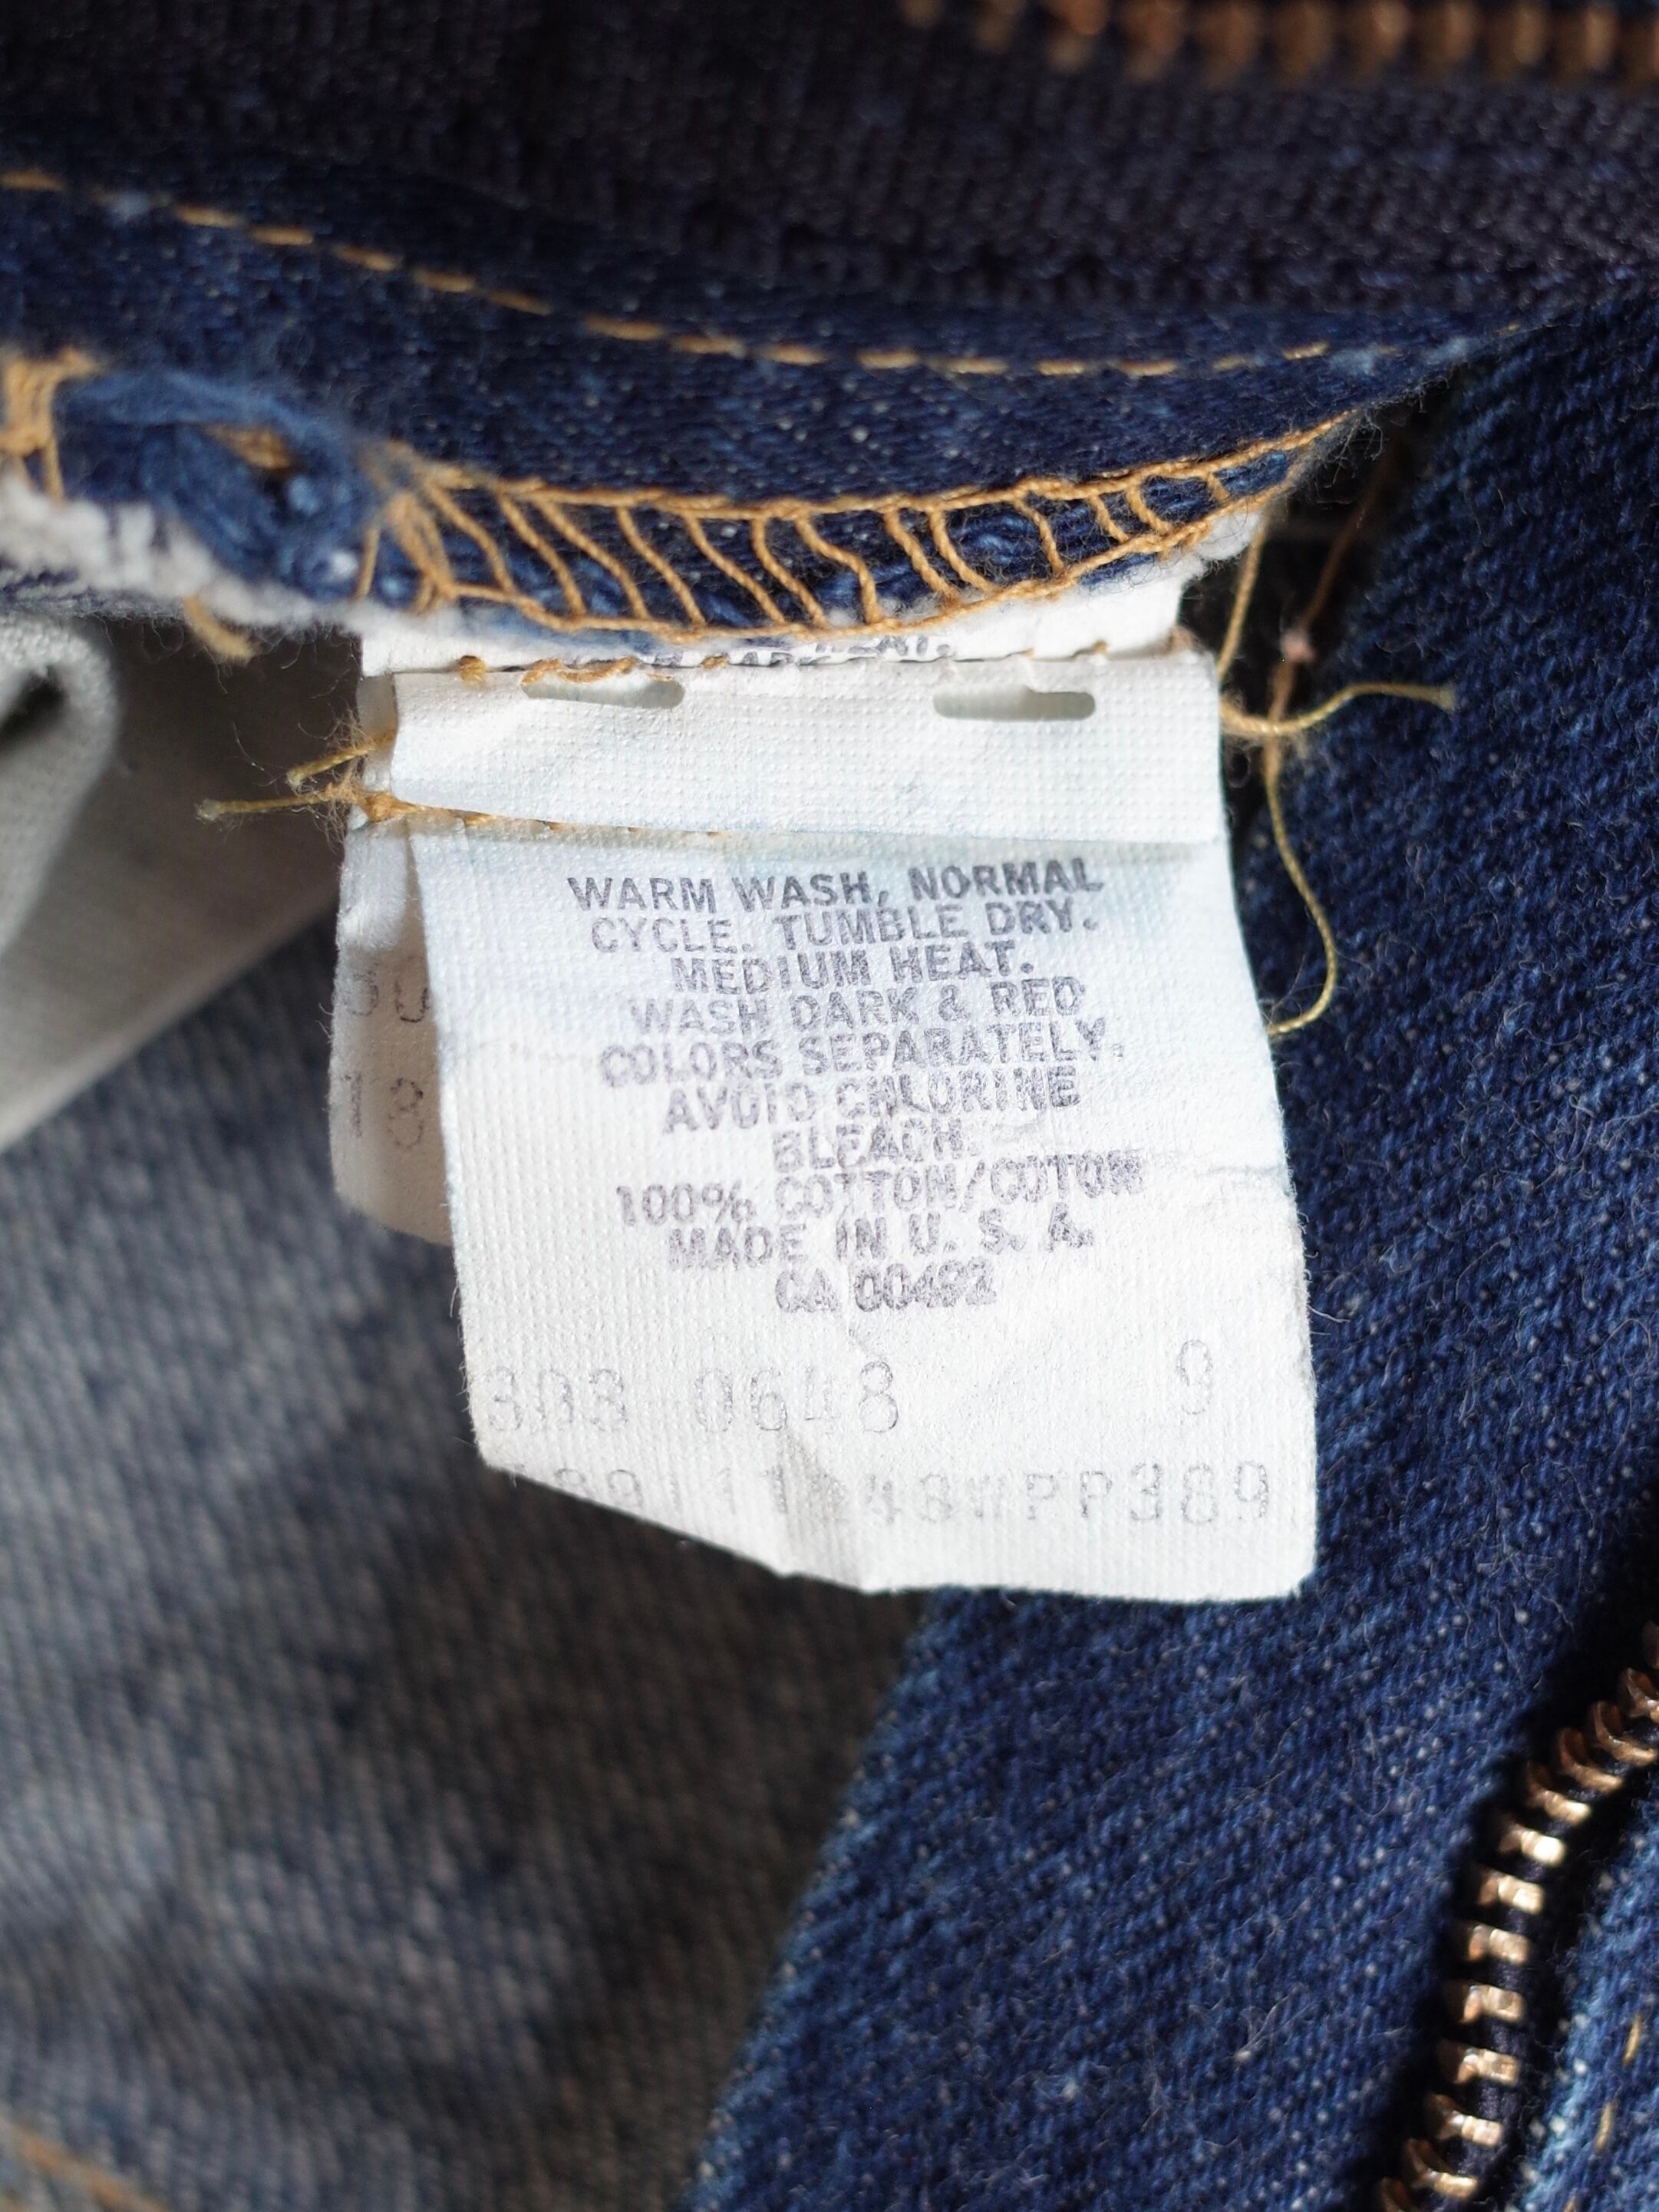 WARM WASH, NORMAL
CYCLE. TUMBLE DRY.
MEDIUM HEAT.
WASH DARK & RED
COLORS SEPARATELY.
AVOID CHLORINE
BLEACH.
100% COTTON/COTON
MADE IN U. S. A.
CA 00492
303 0648 9
PP389